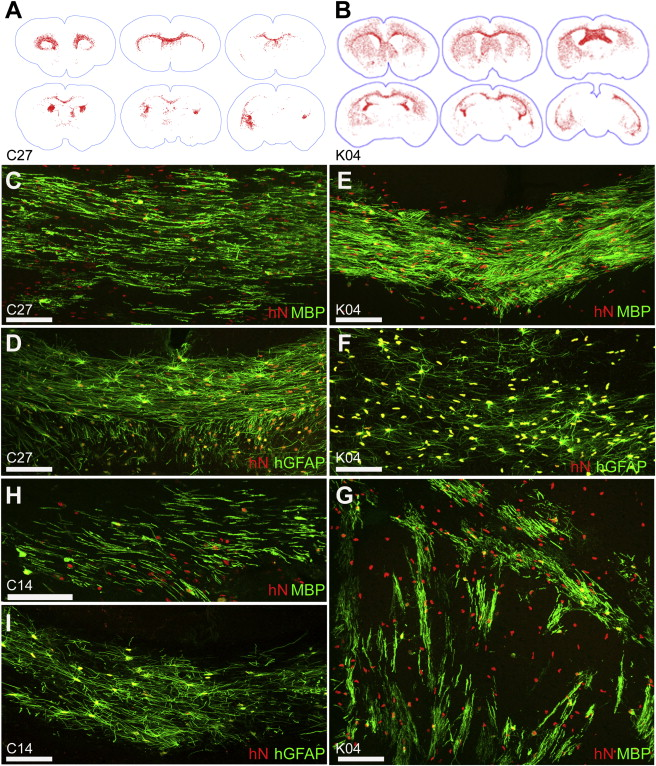 A
B
C27
K04
C
C27
hN MBP
E
K04
hN MBP
D
C27
hN hGFAP
F
K04
hN hGFAP
H
C14
hN MBP
G
K04
hN MBP
I
C14
hN hGFAP